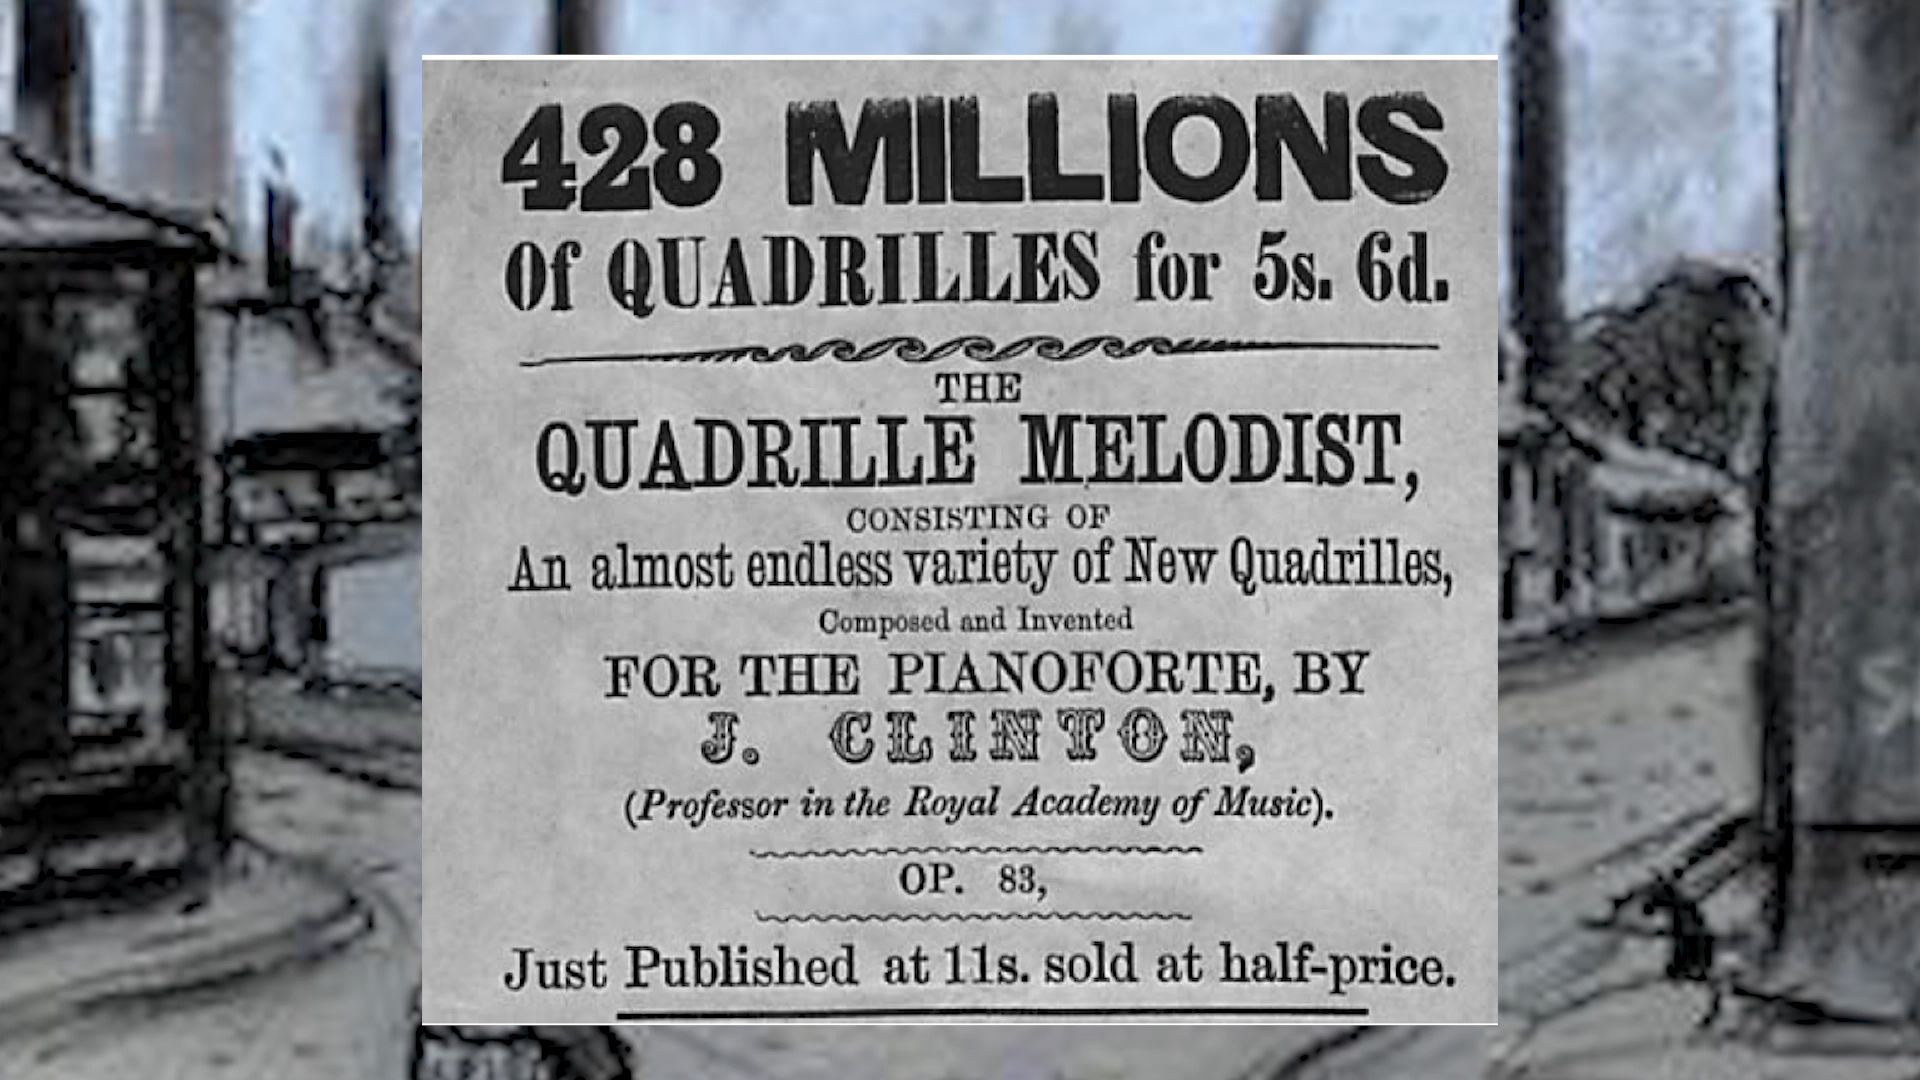 428 MILLIONS
Of QUADRILLES for 5s. 6d.
THE
QUADRILLE MELODIST,
CONSISTING OF
An almost endless variety of New Quadrilles,
Composed and Invented
FOR THE PIANOFORTE, BY
J. CLINTON,
(Professor in the Royal Academy of Music).
OP. 83,
Just Published at 11s. sold at half-price.